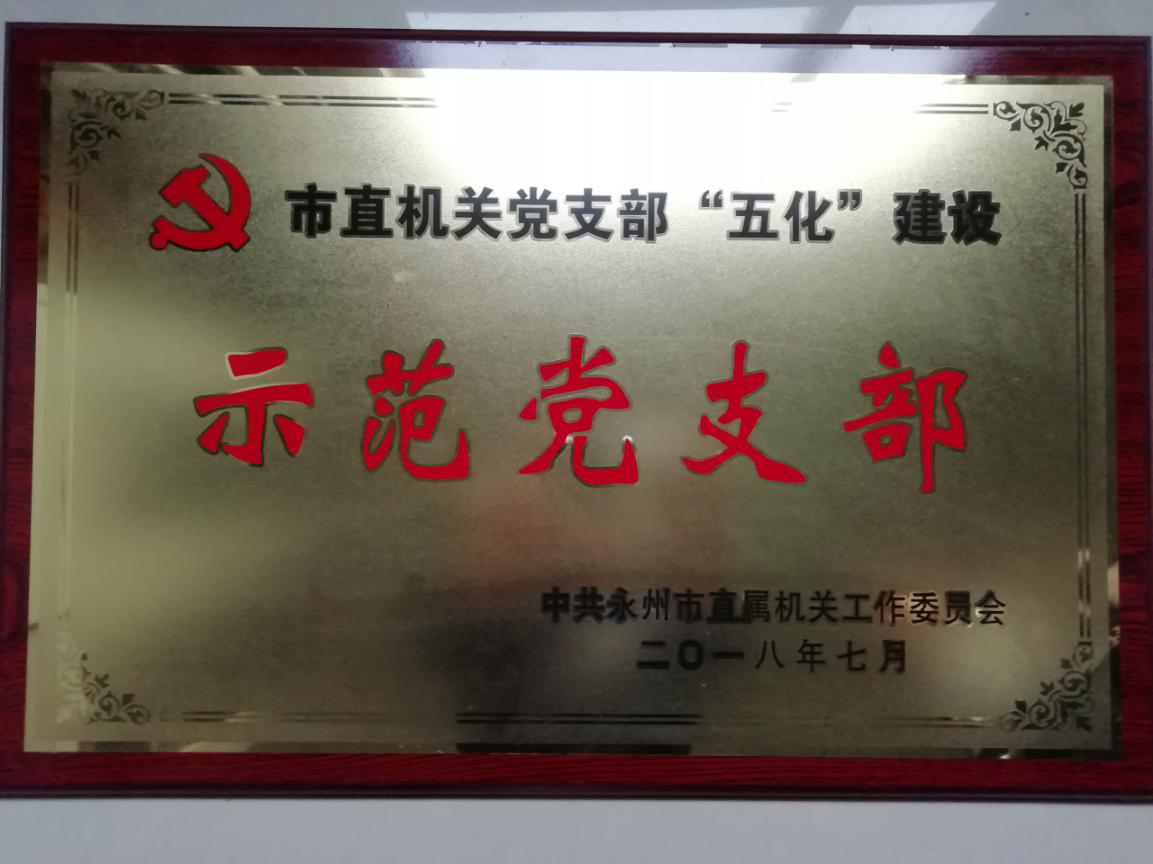 市直机关党支部“五化”建设
示范党支部
中共永州市直属机关工作委员会
二〇一八年七月